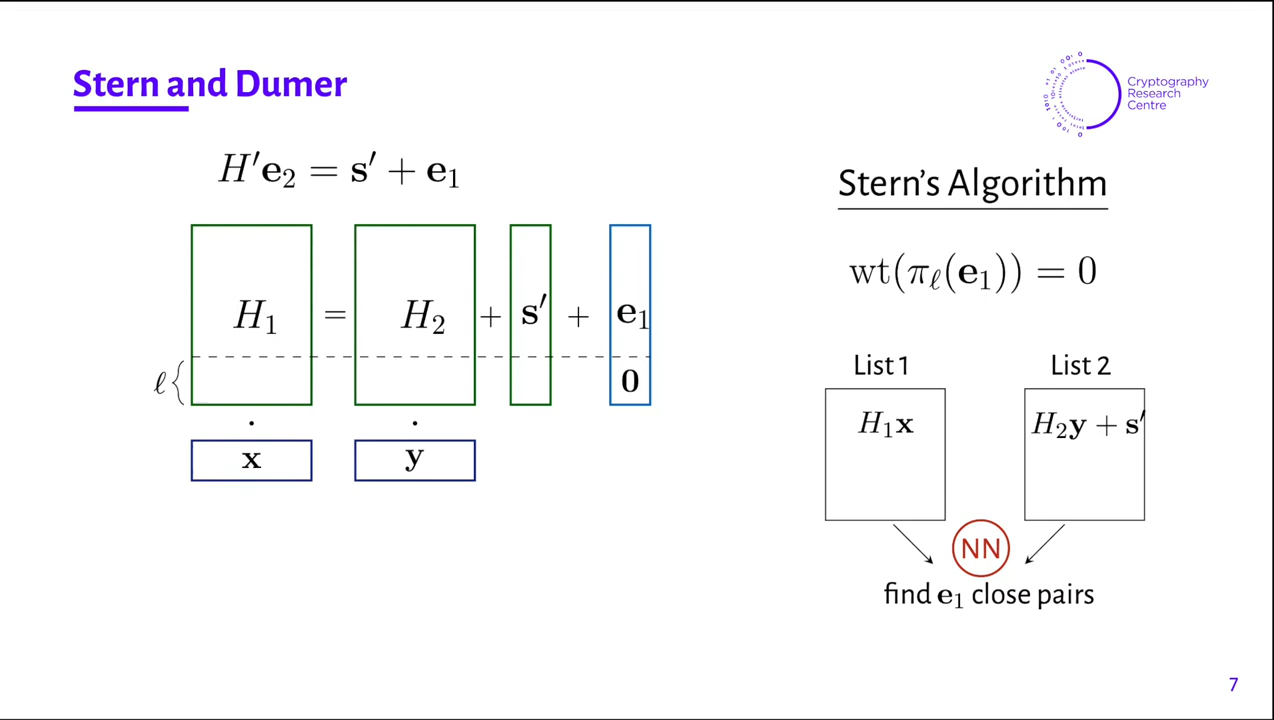 Stern and Dumer
Cryptography
Research
Centre
H′e₂ = s′ + e₁
H₁ = H₂ + s′ + e₁
ℓ{
0
· ·
x y
Stern's Algorithm
wt(πℓ(e₁)) = 0
List 1 List 2
H₁x H₂y + s′
NN
find e₁ close pairs
7